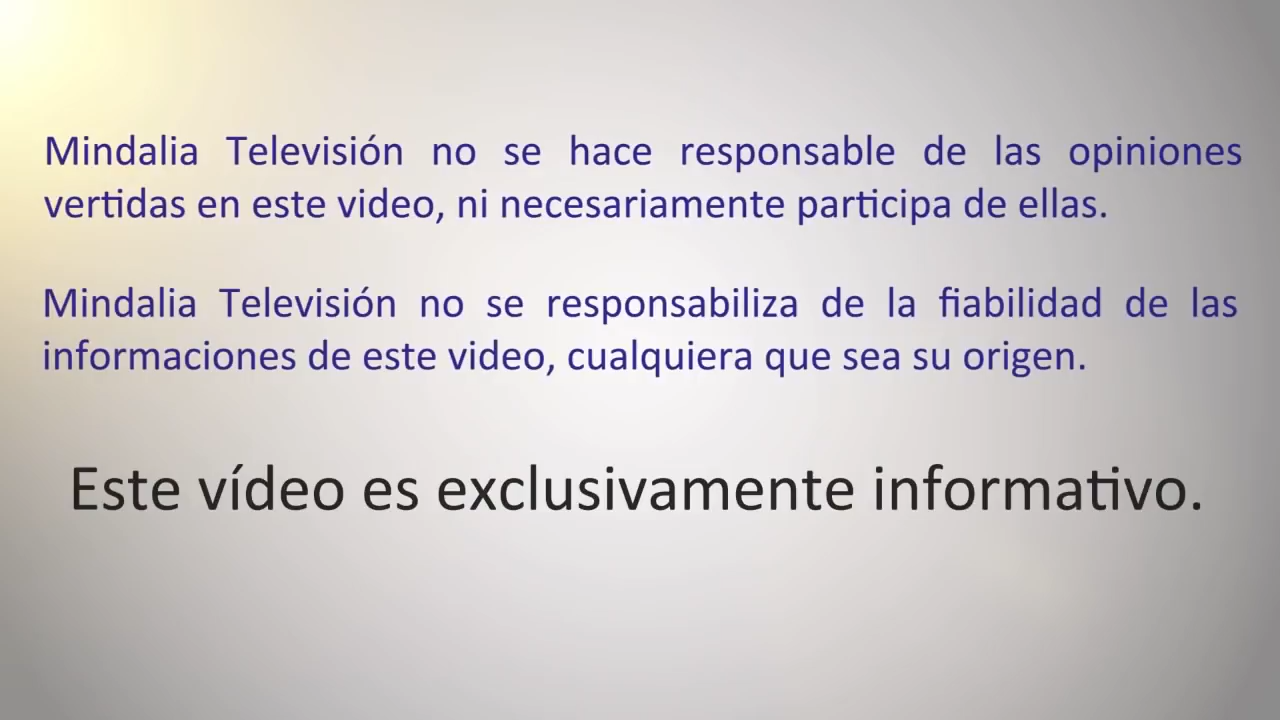 Mindalia Televisión no se hace responsable de las opiniones
vertidas en este video, ni necesariamente participa de ellas.
Mindalia Televisión no se responsabiliza de la fiabilidad de las
informaciones de este video, cualquiera que sea su origen.
Este vídeo es exclusivamente informativo.